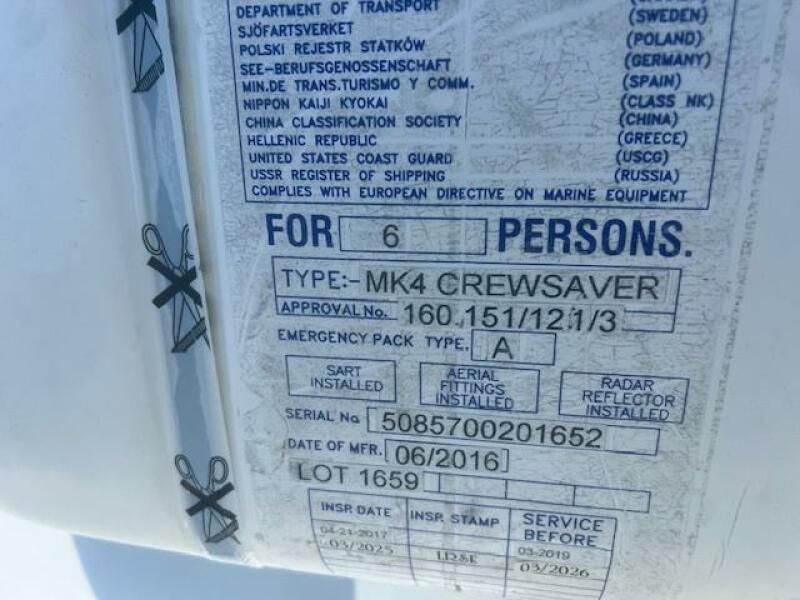 DEPARTMENT OF TRANSPORT
SJÖFARTSVERKET (SWEDEN)
POLSKI REJESTR STATKÓW (POLAND)
SEE-BERUFSGENOSSENSCHAFT (GERMANY)
MIN.DE TRANS.TURISMO Y COMM. (SPAIN)
NIPPON KAIJI KYOKAI (CLASS NK)
CHINA CLASSIFICATION SOCIETY (CHINA)
HELLENIC REPUBLIC (GREECE)
UNITED STATES COAST GUARD (USCG)
USSR REGISTER OF SHIPPING (RUSSIA)
COMPLIES WITH EUROPEAN DIRECTIVE ON MARINE EQUIPMENT
FOR 6 PERSONS.
TYPE:- MK4 CREWSAVER
APPROVAL No. 160.151/12.1/3
EMERGENCY PACK TYPE. A
SART INSTALLED
AERIAL FITTINGS INSTALLED
RADAR REFLECTOR INSTALLED
SERIAL No 5085700201652
DATE OF MFR. 06/2016
LOT 1659
INSP. DATE INSP. STAMP SERVICE BEFORE
04-21-2017 03-2019
03/2025 LRSE 03/2026